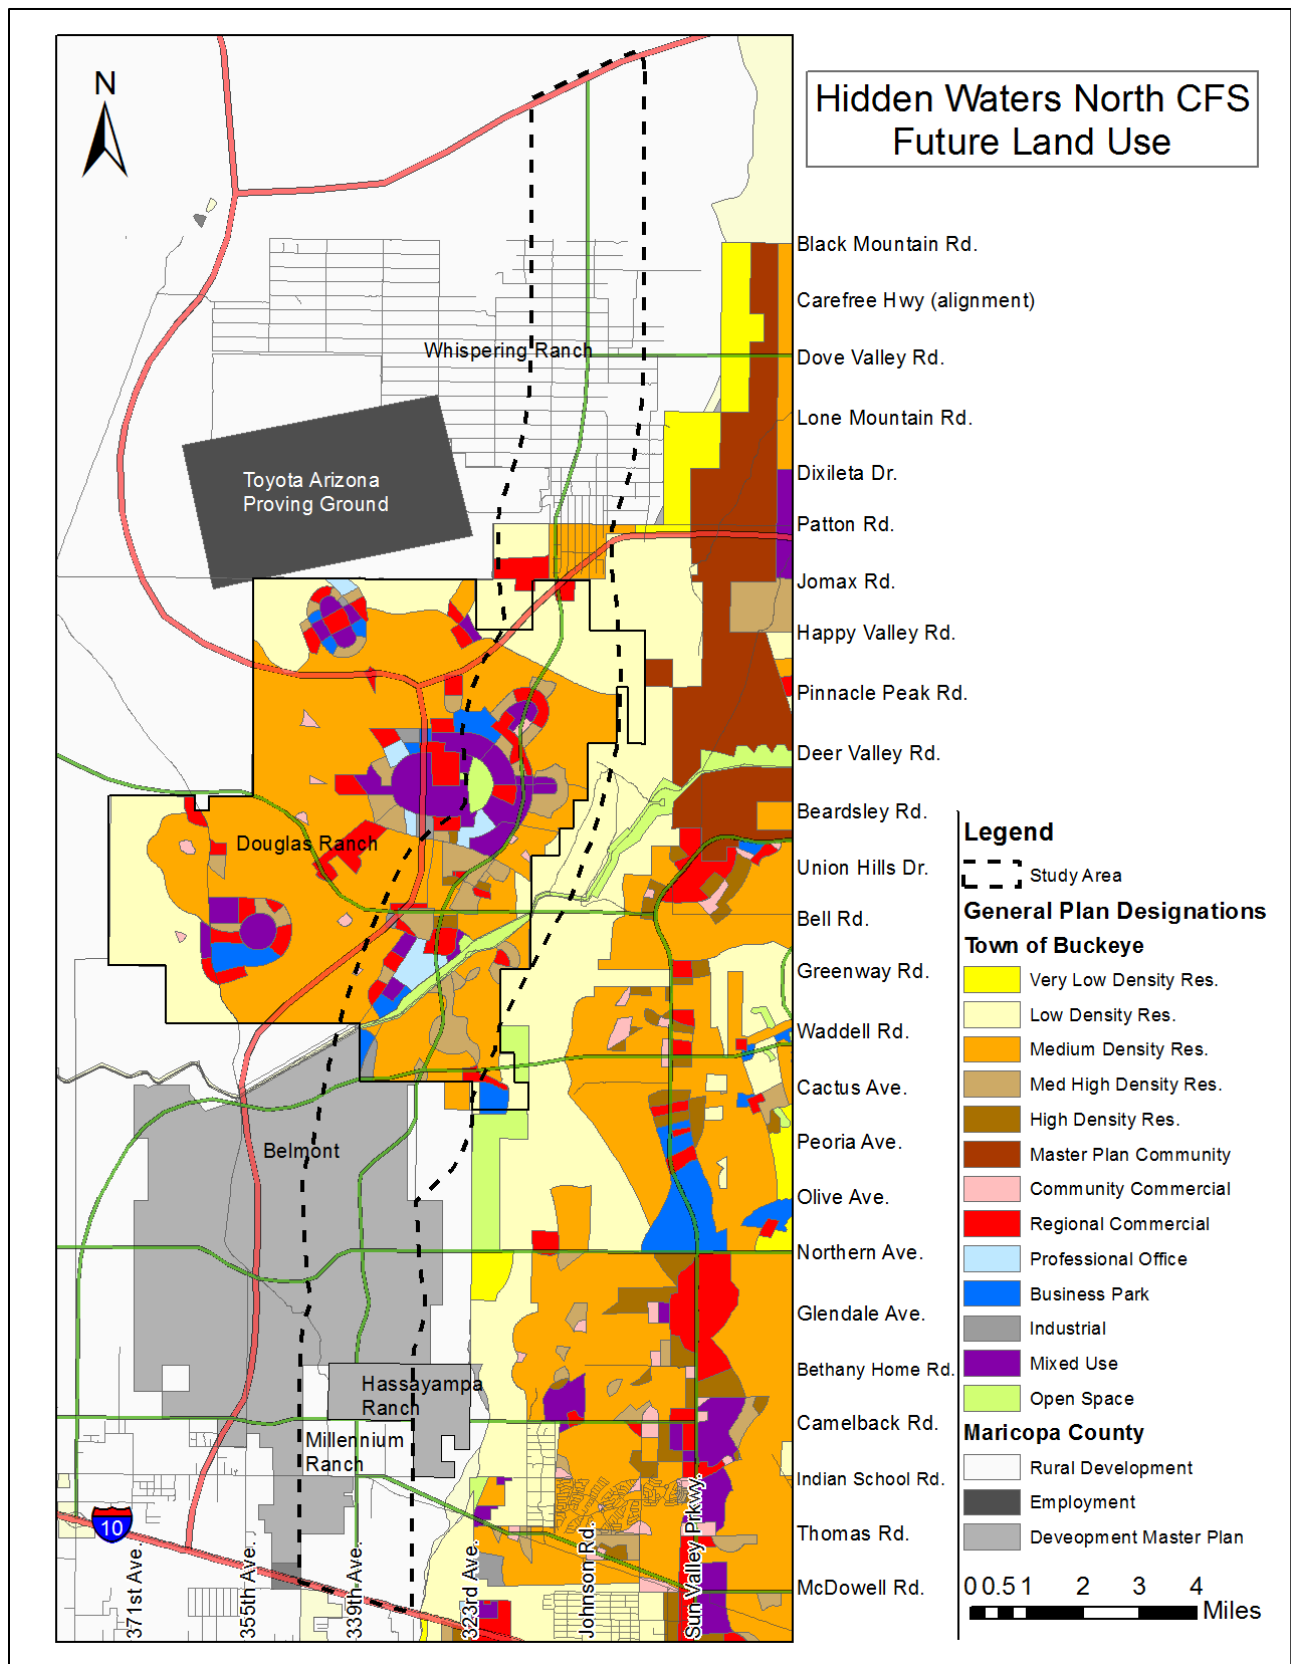 Hidden Waters North CFS
Future Land Use
N
Black Mountain Rd.
Carefree Hwy (alignment)
Whispering Ranch
Dove Valley Rd.
Lone Mountain Rd.
Toyota Arizona
Proving Ground
Dixileta Dr.
Patton Rd.
Jomax Rd.
Happy Valley Rd.
Pinnacle Peak Rd.
Deer Valley Rd.
Beardsley Rd.
Douglas Ranch
Union Hills Dr.
Bell Rd.
Greenway Rd.
Waddell Rd.
Cactus Ave.
Belmont
Peoria Ave.
Olive Ave.
Northern Ave.
Glendale Ave.
Bethany Home Rd.
Hassayampa
Ranch
Camelback Rd.
Millennium
Ranch
Indian School Rd.
Thomas Rd.
McDowell Rd.
10
371st Ave.
355th Ave.
339th Ave.
323rd Ave.
Johnson Rd.
Sun Valley Prkwy.
Legend
Study Area
General Plan Designations
Town of Buckeye
Very Low Density Res.
Low Density Res.
Medium Density Res.
Med High Density Res.
High Density Res.
Master Plan Community
Community Commercial
Regional Commercial
Professional Office
Business Park
Industrial
Mixed Use
Open Space
Maricopa County
Rural Development
Employment
Deveopment Master Plan
0 0.5 1 2 3 4
Miles